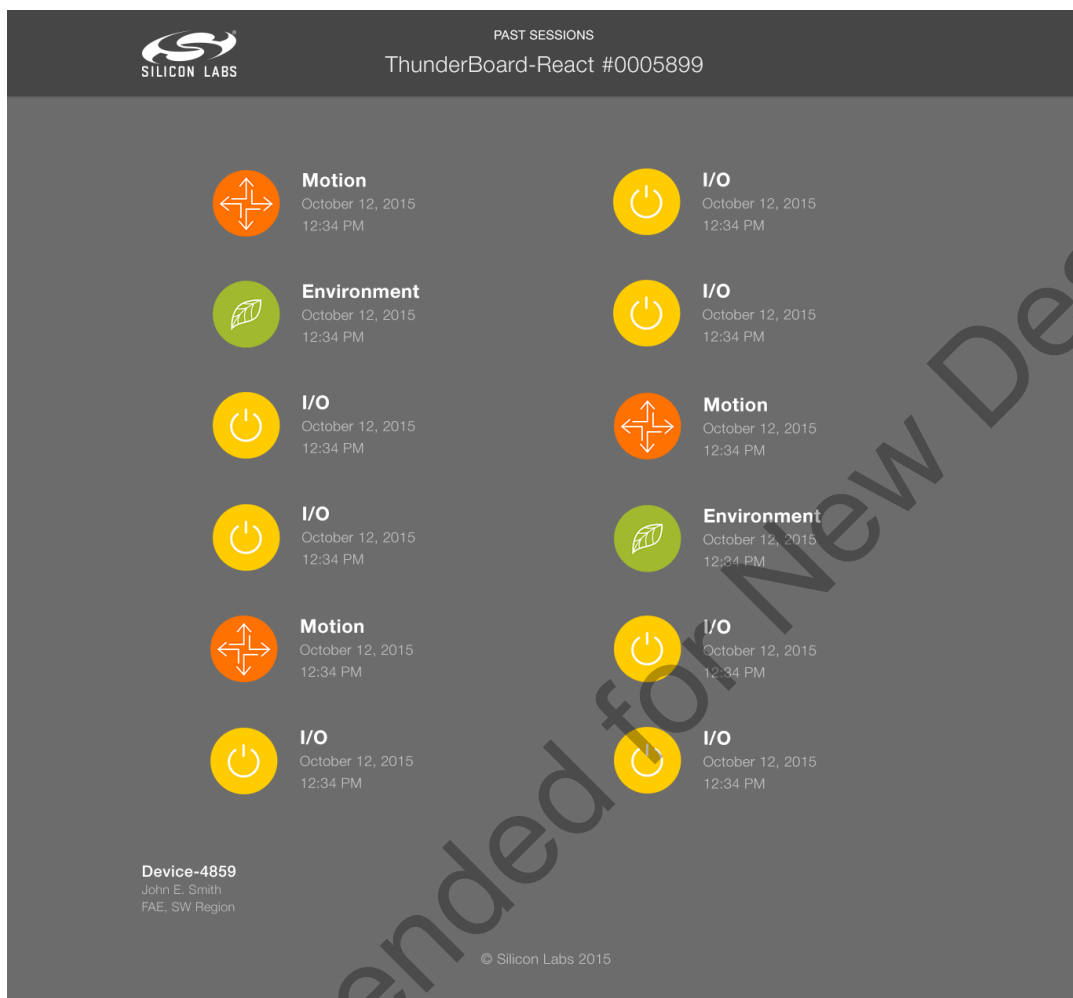 SILICON LABS
PAST SESSIONS
ThunderBoard-React #0005899
Motion
October 12, 2015
12:34 PM
Environment
October 12, 2015
12:34 PM
I/O
October 12, 2015
12:34 PM
I/O
October 12, 2015
12:34 PM
Motion
October 12, 2015
12:34 PM
I/O
October 12, 2015
12:34 PM
I/O
October 12, 2015
12:34 PM
I/O
October 12, 2015
12:34 PM
Motion
October 12, 2015
12:34 PM
Environment
October 12, 2015
12:34 PM
I/O
October 12, 2015
12:34 PM
I/O
October 12, 2015
12:34 PM
Device-4859
John E. Smith
FAE, SW Region
© Silicon Labs 2015
ended for New Des